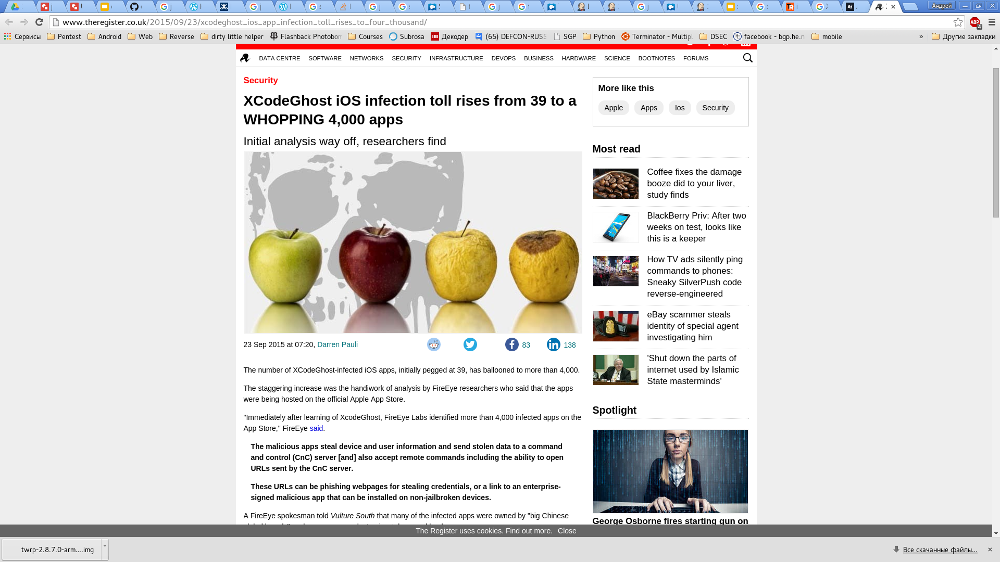 Андрей
www.theregister.co.uk/2015/09/23/xcodeghost_ios_app_infection_toll_rises_to_four_thousand/
ABP 4
Сервисы Pentest Android Web Reverse dirty little helper Flashback Photobom Courses Subrosa Декодер (65) DEFCON-RUSS SGP Python Terminator - Multipl DSEC facebook - bgp.he.n mobile » Другие закладки
DATA CENTRE SOFTWARE NETWORKS SECURITY INFRASTRUCTURE DEVOPS BUSINESS HARDWARE SCIENCE BOOTNOTES FORUMS
Security
XCodeGhost iOS infection toll rises from 39 to a
WHOPPING 4,000 apps
Initial analysis way off, researchers find
23 Sep 2015 at 07:20, Darren Pauli
83
138
The number of XCodeGhost-infected iOS apps, initially pegged at 39, has ballooned to more than 4,000.
The staggering increase was the handiwork of analysis by FireEye researchers who said that the apps
were being hosted on the official Apple App Store.
"Immediately after learning of XcodeGhost, FireEye Labs identified more than 4,000 infected apps on the
App Store," FireEye said.
The malicious apps steal device and user information and send stolen data to a command
and control (CnC) server [and] also accept remote commands including the ability to open
URLs sent by the CnC server.
These URLs can be phishing webpages for stealing credentials, or a link to an enterprise-
signed malicious app that can be installed on non-jailbroken devices.
A FireEye spokesman told Vulture South that many of the infected apps were owned by "big Chinese
More like this
Apple Apps Ios Security
Most read
Coffee fixes the damage
booze did to your liver,
study finds
BlackBerry Priv: After two
weeks on test, looks like
this is a keeper
How TV ads silently ping
commands to phones:
Sneaky SilverPush code
reverse-engineered
eBay scammer steals
identity of special agent
investigating him
'Shut down the parts of
internet used by Islamic
State masterminds'
Spotlight
George Osborne fires starting gun on
The Register uses cookies. Find out more. Close
twrp-2.8.7.0-arm....img
Все скачанные файлы...